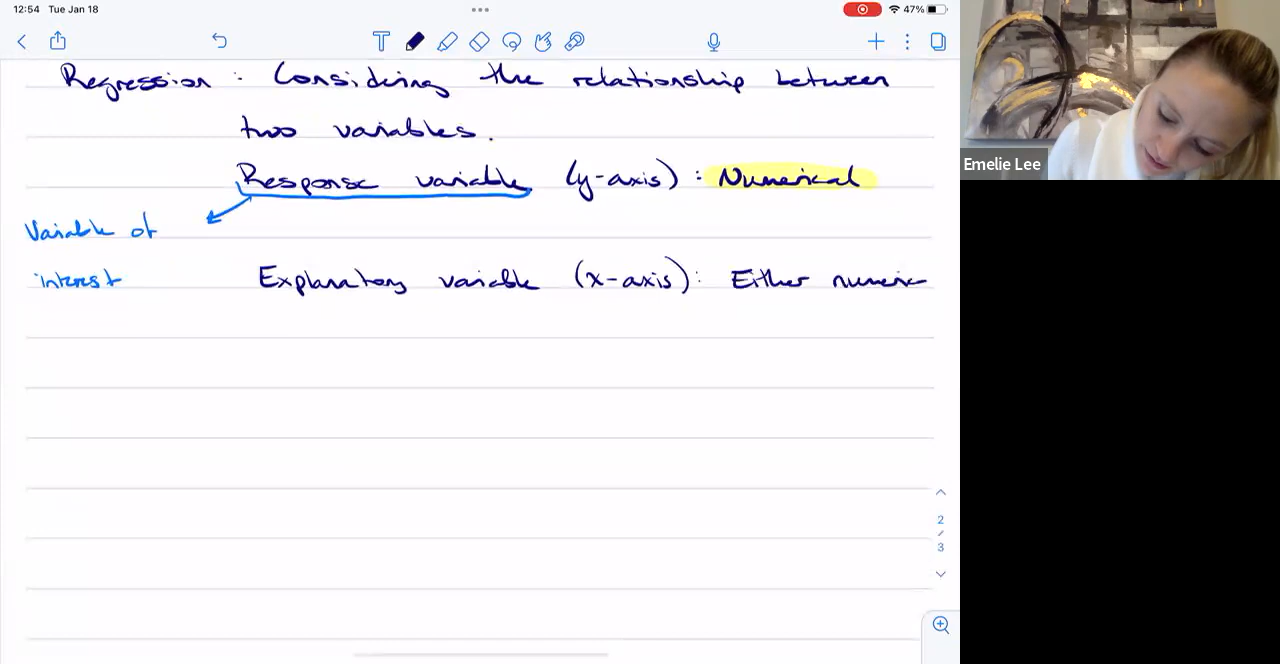 12:54 Tue Jan 18
47%
Regression : Considering the relationship between
two variables.
Response variable (y-axis) : Numerical
Variable of
interest
Explanatory variable (x-axis): Either numeric
Emelie Lee
2
/
3